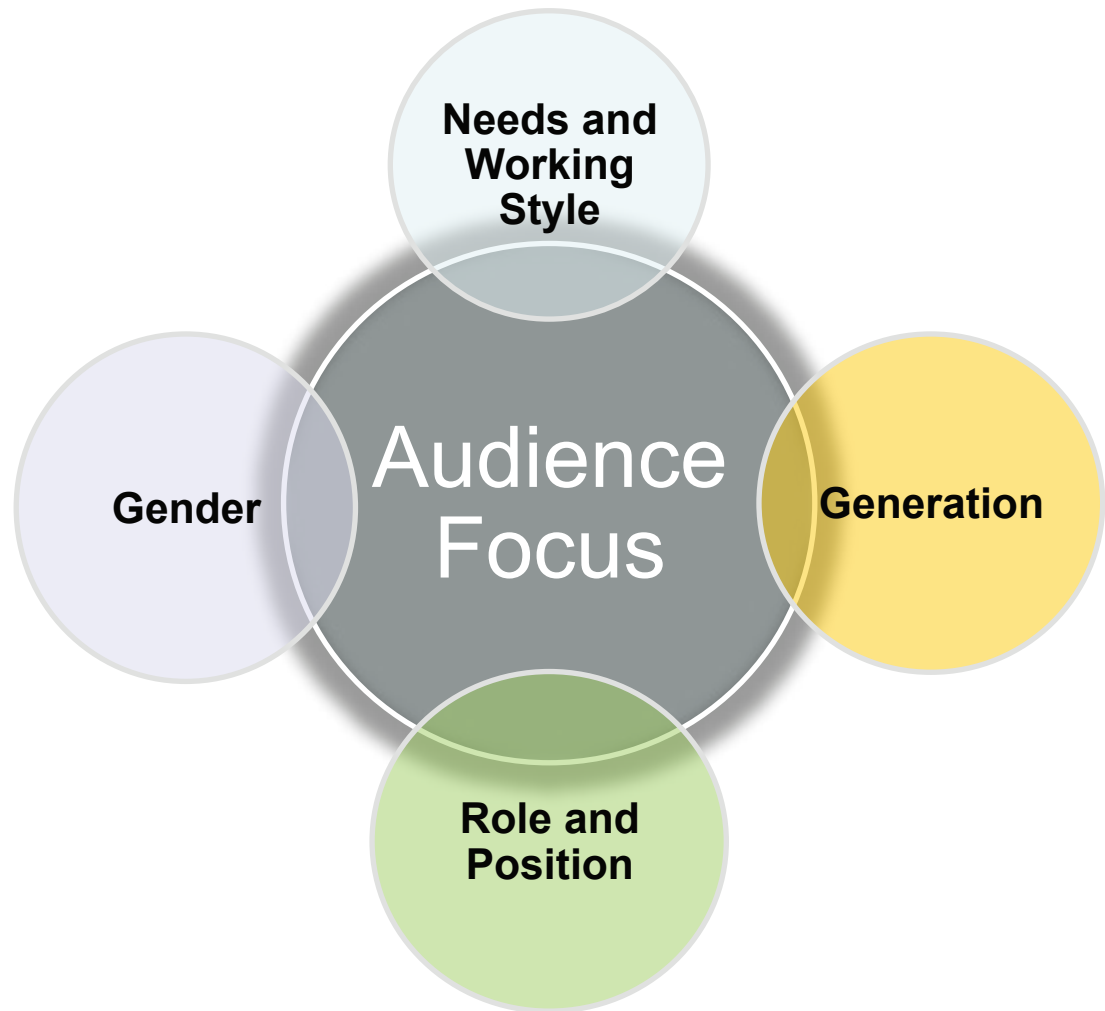 Needs and
Working
Style
Audience
Focus
Gender
Generation
Role and
Position